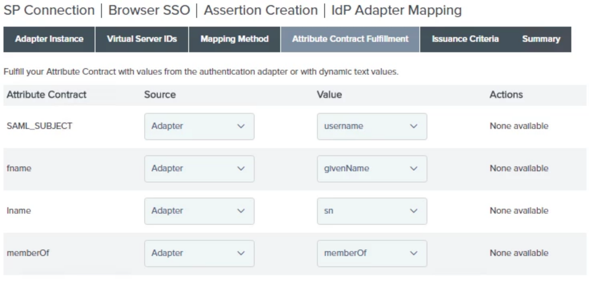 SP Connection | Browser SSO | Assertion Creation | IdP Adapter Mapping
Adapter Instance Virtual Server IDs Mapping Method Attribute Contract Fulfillment Issuance Criteria Summary
Fulfill your Attribute Contract with values from the authentication adapter or with dynamic text values.
Attribute Contract Source Value Actions
SAML_SUBJECT Adapter username None available
fname Adapter givenName None available
lname Adapter sn None available
memberOf Adapter memberOf None available